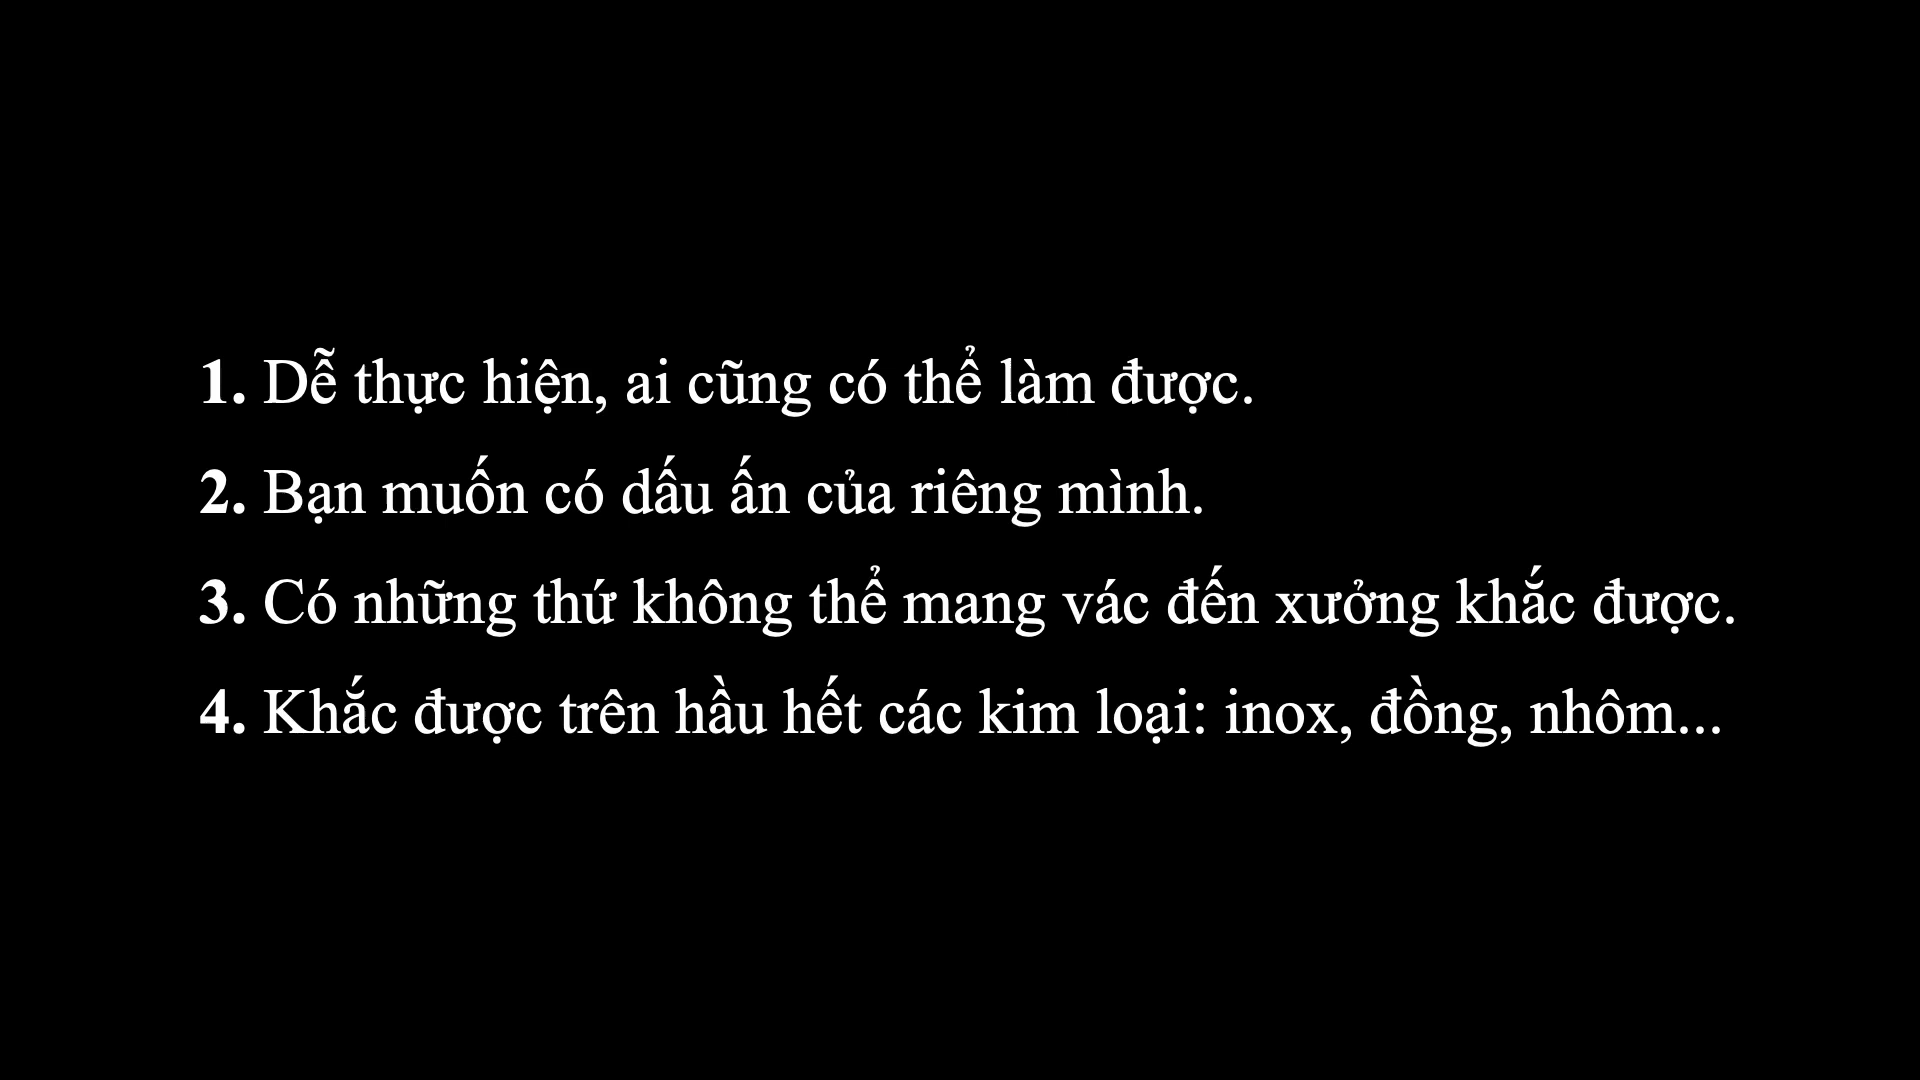 1. Dễ thực hiện, ai cũng có thể làm được.
2. Bạn muốn có dấu ấn của riêng mình.
3. Có những thứ không thể mang vác đến xưởng khắc được.
4. Khắc được trên hầu hết các kim loại: inox, đồng, nhôm...